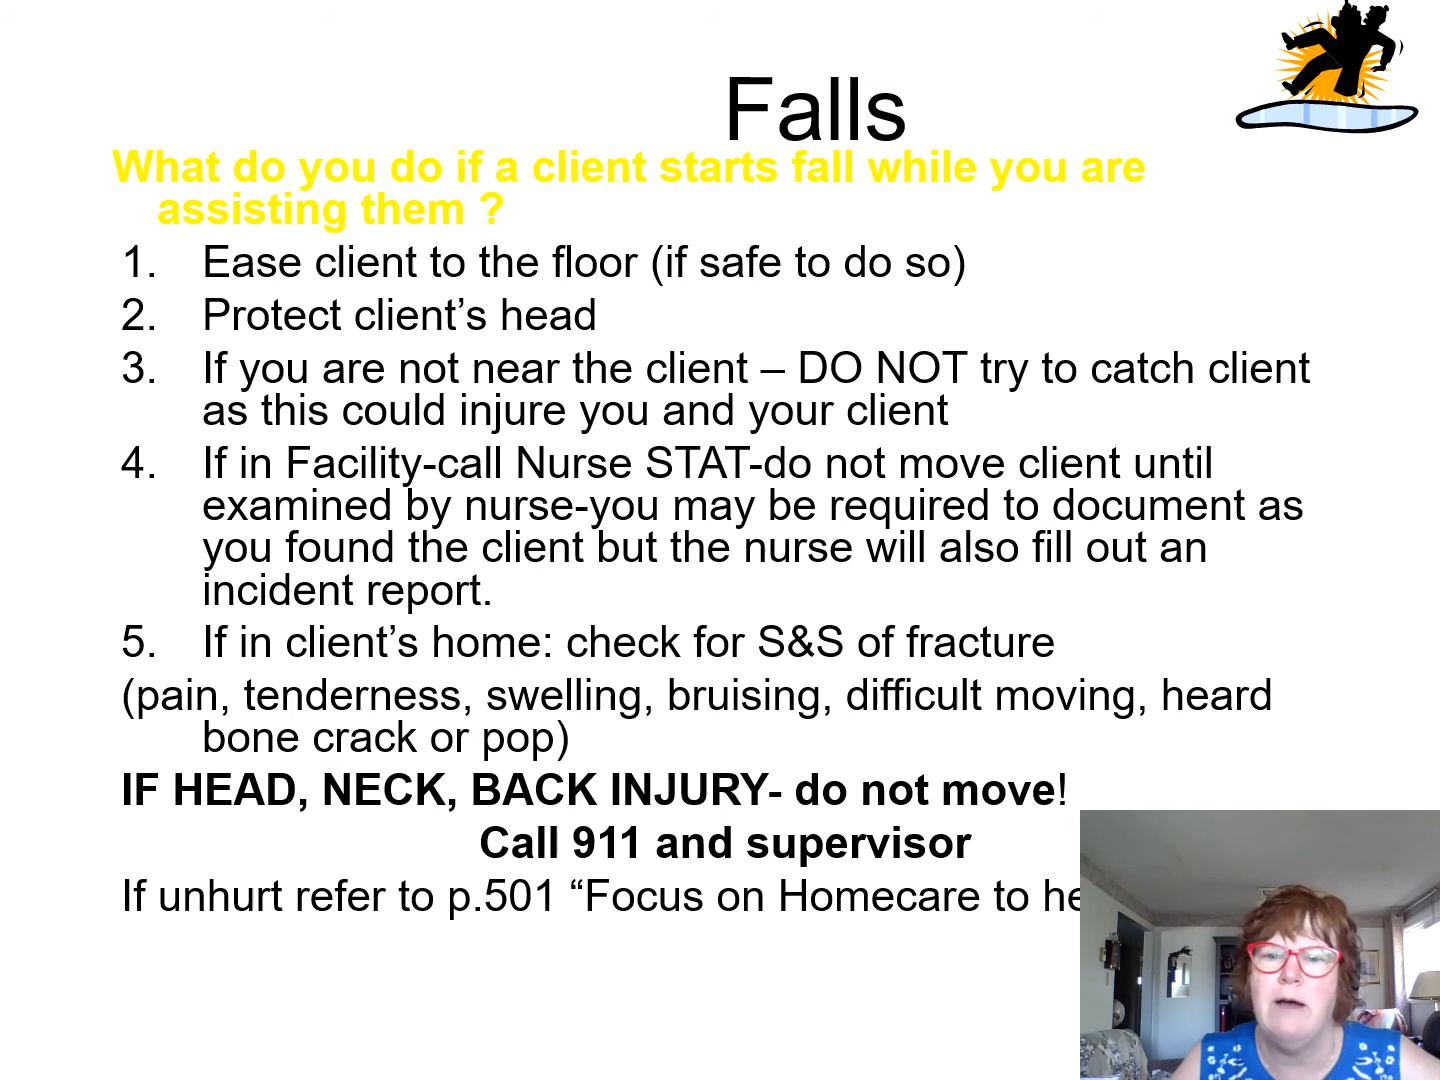 Falls
What do you do if a client starts fall while you are
assisting them ?
1. Ease client to the floor (if safe to do so)
2. Protect client’s head
3. If you are not near the client – DO NOT try to catch client
as this could injure you and your client
4. If in Facility-call Nurse STAT-do not move client until
examined by nurse-you may be required to document as
you found the client but the nurse will also fill out an
incident report.
5. If in client’s home: check for S&S of fracture
(pain, tenderness, swelling, bruising, difficult moving, heard
bone crack or pop)
IF HEAD, NECK, BACK INJURY- do not move!
Call 911 and supervisor
If unhurt refer to p.501 “Focus on Homecare to